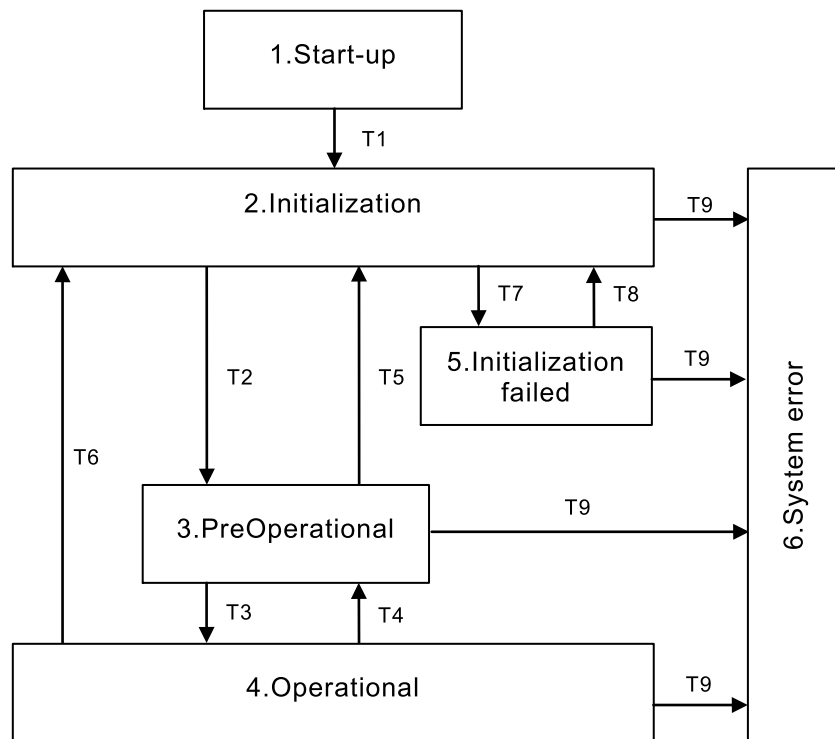 1.Start-up
T1
2.Initialization
T9
T7
T8
5.Initialization
failed
T9
T2
T5
T6
3.PreOperational
T9
6.System error
T3
T4
4.Operational
T9